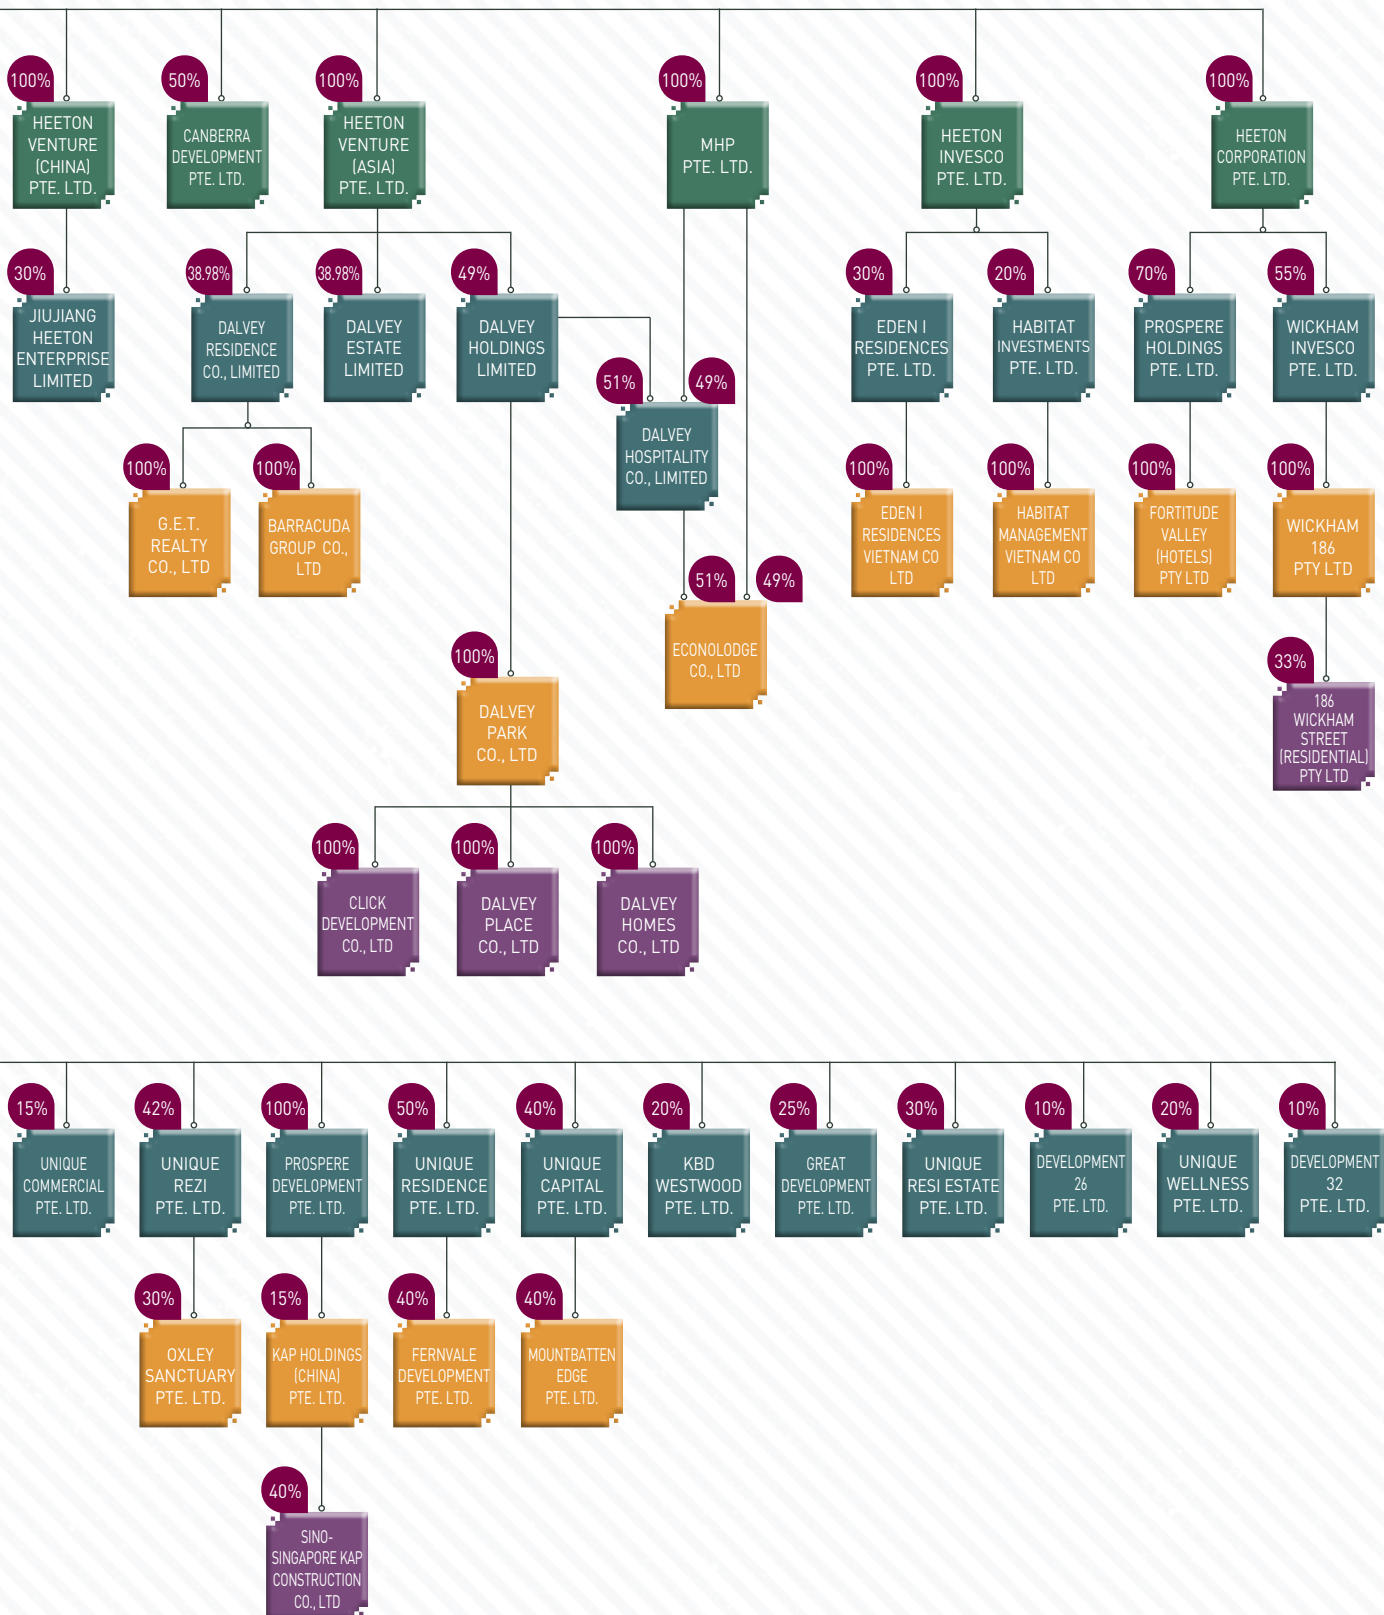 100%
50%
100%
100%
100%
100%
HEETON
VENTURE
(CHINA)
PTE. LTD.
CANBERRA
DEVELOPMENT
PTE. LTD.
HEETON
VENTURE
(ASIA)
PTE. LTD.
MHP
PTE. LTD.
HEETON
INVESCO
PTE. LTD.
HEETON
CORPORATION
PTE. LTD.
30%
38.98%
38.98%
49%
30%
20%
70%
55%
JIUJIANG
HEETON
ENTERPRISE
LIMITED
DALVEY
RESIDENCE
CO., LIMITED
DALVEY
ESTATE
LIMITED
DALVEY
HOLDINGS
LIMITED
EDEN I
RESIDENCES
PTE. LTD.
HABITAT
INVESTMENTS
PTE. LTD.
PROSPERE
HOLDINGS
PTE. LTD.
WICKHAM
INVESCO
PTE. LTD.
51%
49%
DALVEY
HOSPITALITY
CO., LIMITED
100%
100%
100%
100%
100%
100%
G.E.T.
REALTY
CO., LTD
BARRACUDA
GROUP CO.,
LTD
EDEN I
RESIDENCES
VIETNAM CO
LTD
HABITAT
MANAGEMENT
VIETNAM CO
LTD
FORTITUDE
VALLEY
(HOTELS)
PTY LTD
WICKHAM
186
PTY LTD
51%
49%
ECONOLODGE
CO., LTD
100%
DALVEY
PARK
CO., LTD
33%
186
WICKHAM
STREET
(RESIDENTIAL)
PTY LTD
100%
100%
100%
CLICK
DEVELOPMENT
CO., LTD
DALVEY
PLACE
CO., LTD
DALVEY
HOMES
CO., LTD
15%
42%
100%
50%
40%
20%
25%
30%
10%
20%
10%
UNIQUE
COMMERCIAL
PTE. LTD.
UNIQUE
REZI
PTE. LTD.
PROSPERE
DEVELOPMENT
PTE. LTD.
UNIQUE
RESIDENCE
PTE. LTD.
UNIQUE
CAPITAL
PTE. LTD.
KBD
WESTWOOD
PTE. LTD.
GREAT
DEVELOPMENT
PTE. LTD.
UNIQUE
RESI ESTATE
PTE. LTD.
DEVELOPMENT
26
PTE. LTD.
UNIQUE
WELLNESS
PTE. LTD.
DEVELOPMENT
32
PTE. LTD.
30%
15%
40%
40%
OXLEY
SANCTUARY
PTE. LTD.
KAP HOLDINGS
(CHINA)
PTE. LTD.
FERNVALE
DEVELOPMENT
PTE. LTD.
MOUNTBATTEN
EDGE
PTE. LTD.
40%
SINO-
SINGAPORE KAP
CONSTRUCTION
CO., LTD